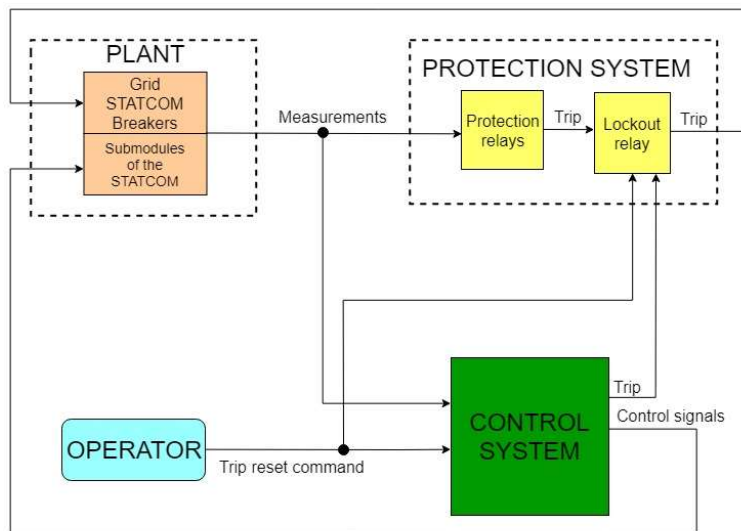 PLANT
Grid
STATCOM
Breakers
Submodules
of the
STATCOM
Measurements
PROTECTION SYSTEM
Protection
relays
Trip
Lockout
relay
Trip
OPERATOR
Trip reset command
CONTROL
SYSTEM
Trip
Control signals